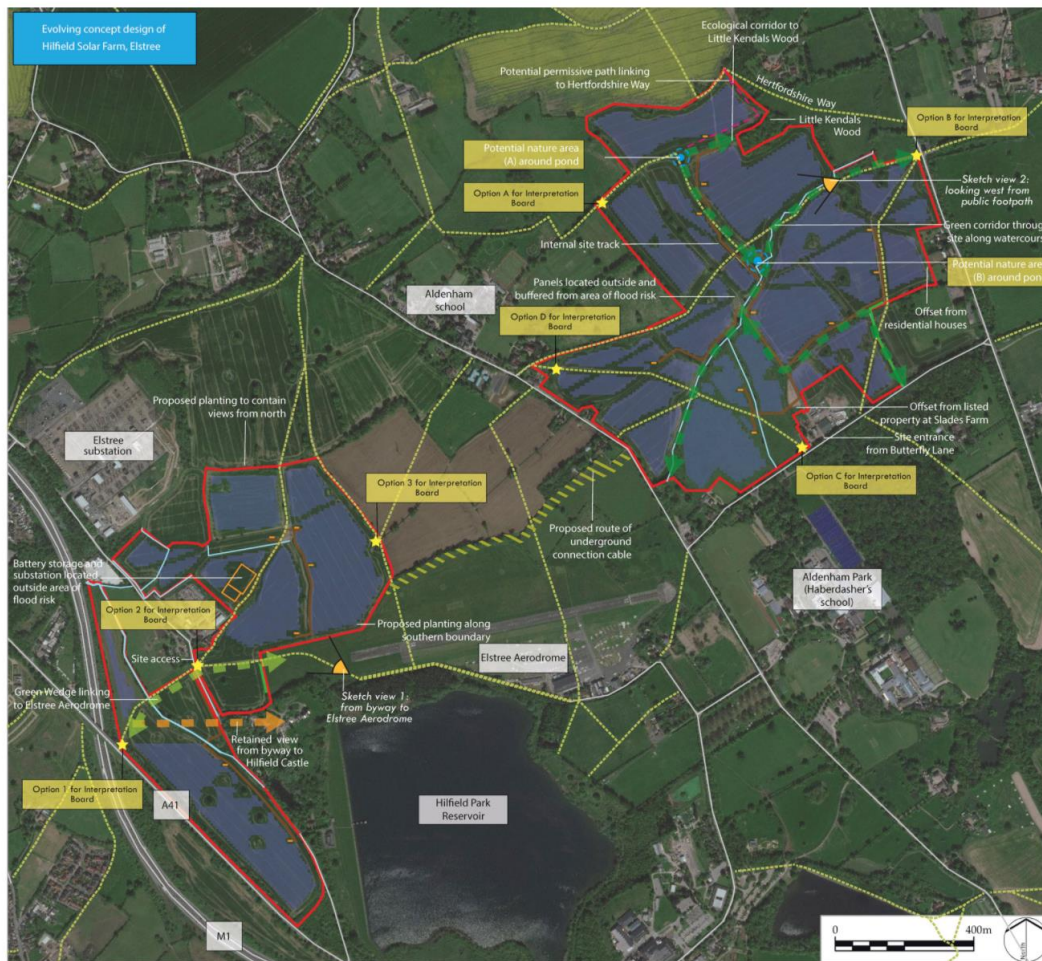 Evolving concept design of
Hilfield Solar Farm, Elstree
Ecological corridor to
Little Kendals Wood
Potential permissive path linking
to Hertfordshire Way
Hertfordshire Way
Little Kendals
Wood
Option B for Interpretation
Board
Potential nature area
(A) around pond
Sketch view 2:
looking west from
public footpath
Option A for Interpretation
Board
Green corridor throug
site along watercours
Internal site track
Potential nature area
(B) around pond
Panels located outside and
buffered from area of flood risk
Aldenham
school
Offset from
residential houses
Option D for Interpretation
Board
Proposed planting to contain
views from north
Offset from listed
property at Slades Farm
Elstree
substation
Site entrance
from Butterfly Lane
Option 3 for Interpretation
Board
Option C for Interpretation
Board
Proposed route of
underground
connection cable
Battery storage and
substation located
outside area of
flood risk
Aldenham Park
(Haberdasher's
school)
Option 2 for Interpretation
Board
Proposed planting along
southern boundary
Site access
Elstree Aerodrome
Green Wedge linking
to Elstree Aerodrome
Sketch view 1:
from byway to
Elstree Aerodrome
Retained view
from byway to
Hilfield Castle
Option 1 for Interpretation
Board
A41
Hilfield Park
Reservoir
M1
0 400m
North